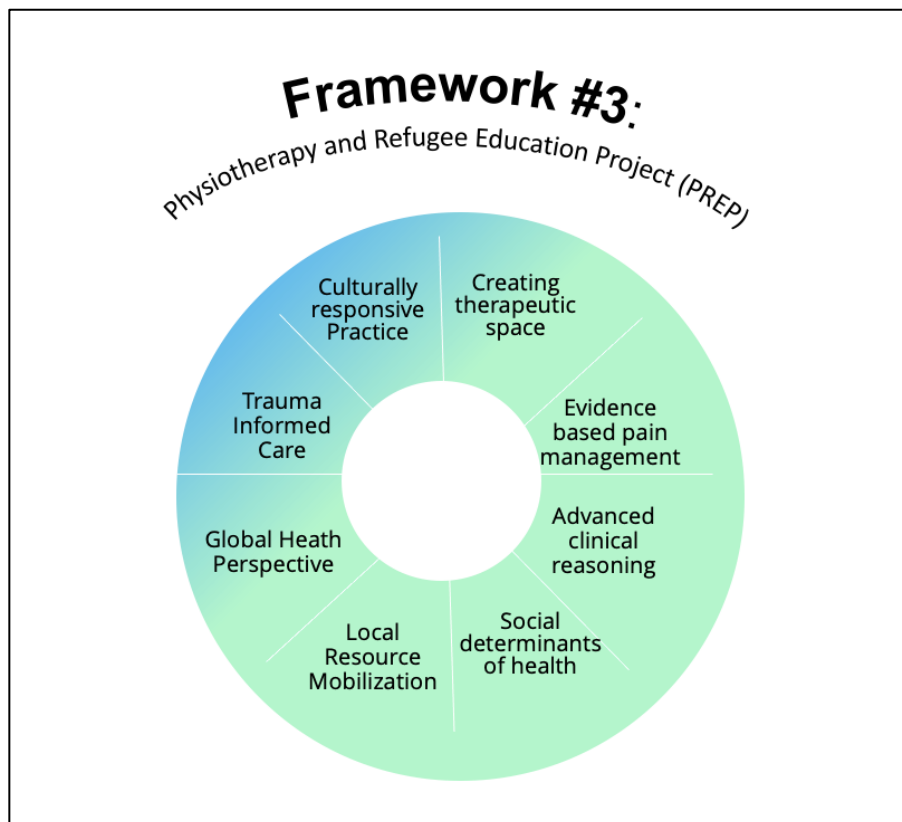 Framework #3:
Physiotherapy and Refugee Education Project (PREP)
Culturally
responsive
Practice
Creating
therapeutic
space
Trauma
Informed
Care
Evidence
based pain
management
Global Heath
Perspective
Advanced
clinical
reasoning
Local
Resource
Mobilization
Social
determinants
of health